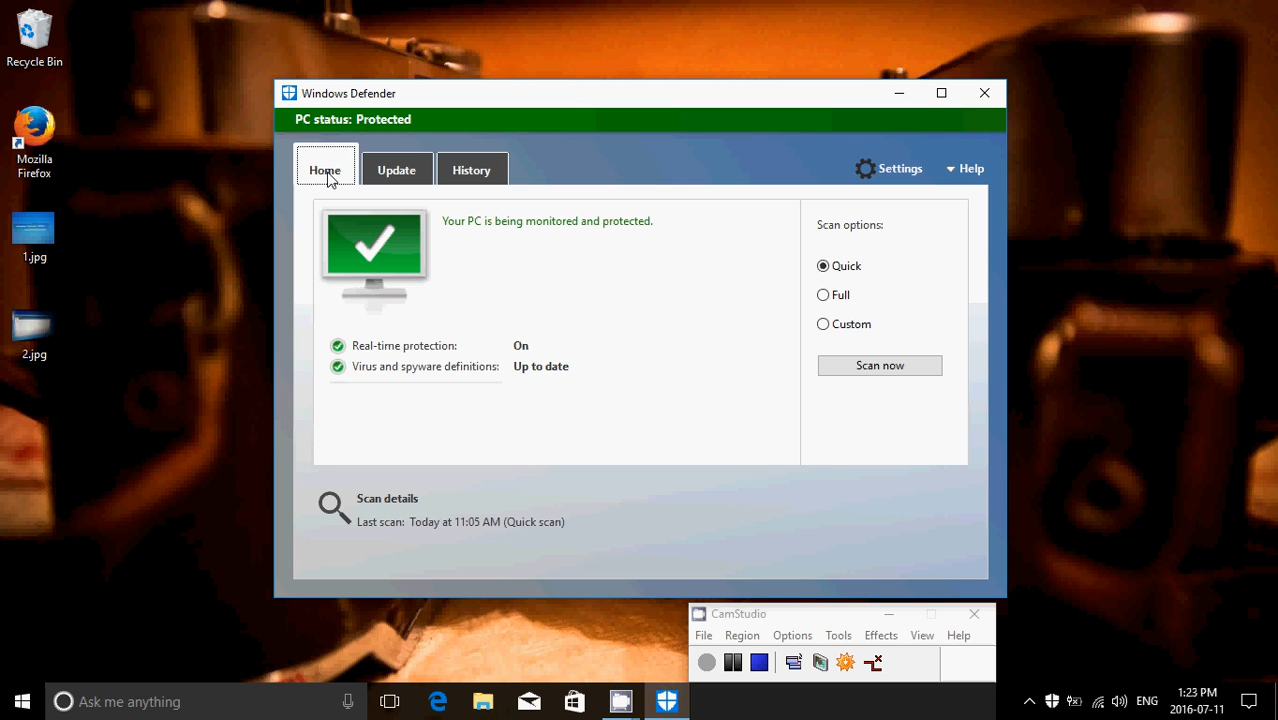 Recycle Bin
Mozilla
Firefox
1.jpg
2.jpg
Windows Defender
PC status: Protected
Home
Update
History
Settings
Help
Your PC is being monitored and protected.
Real-time protection: On
Virus and spyware definitions: Up to date
Scan options:
Quick
Full
Custom
Scan now
Scan details
Last scan: Today at 11:05 AM (Quick scan)
CamStudio
File Region Options Tools Effects View Help
Ask me anything
ENG
1:23 PM
2016-07-11